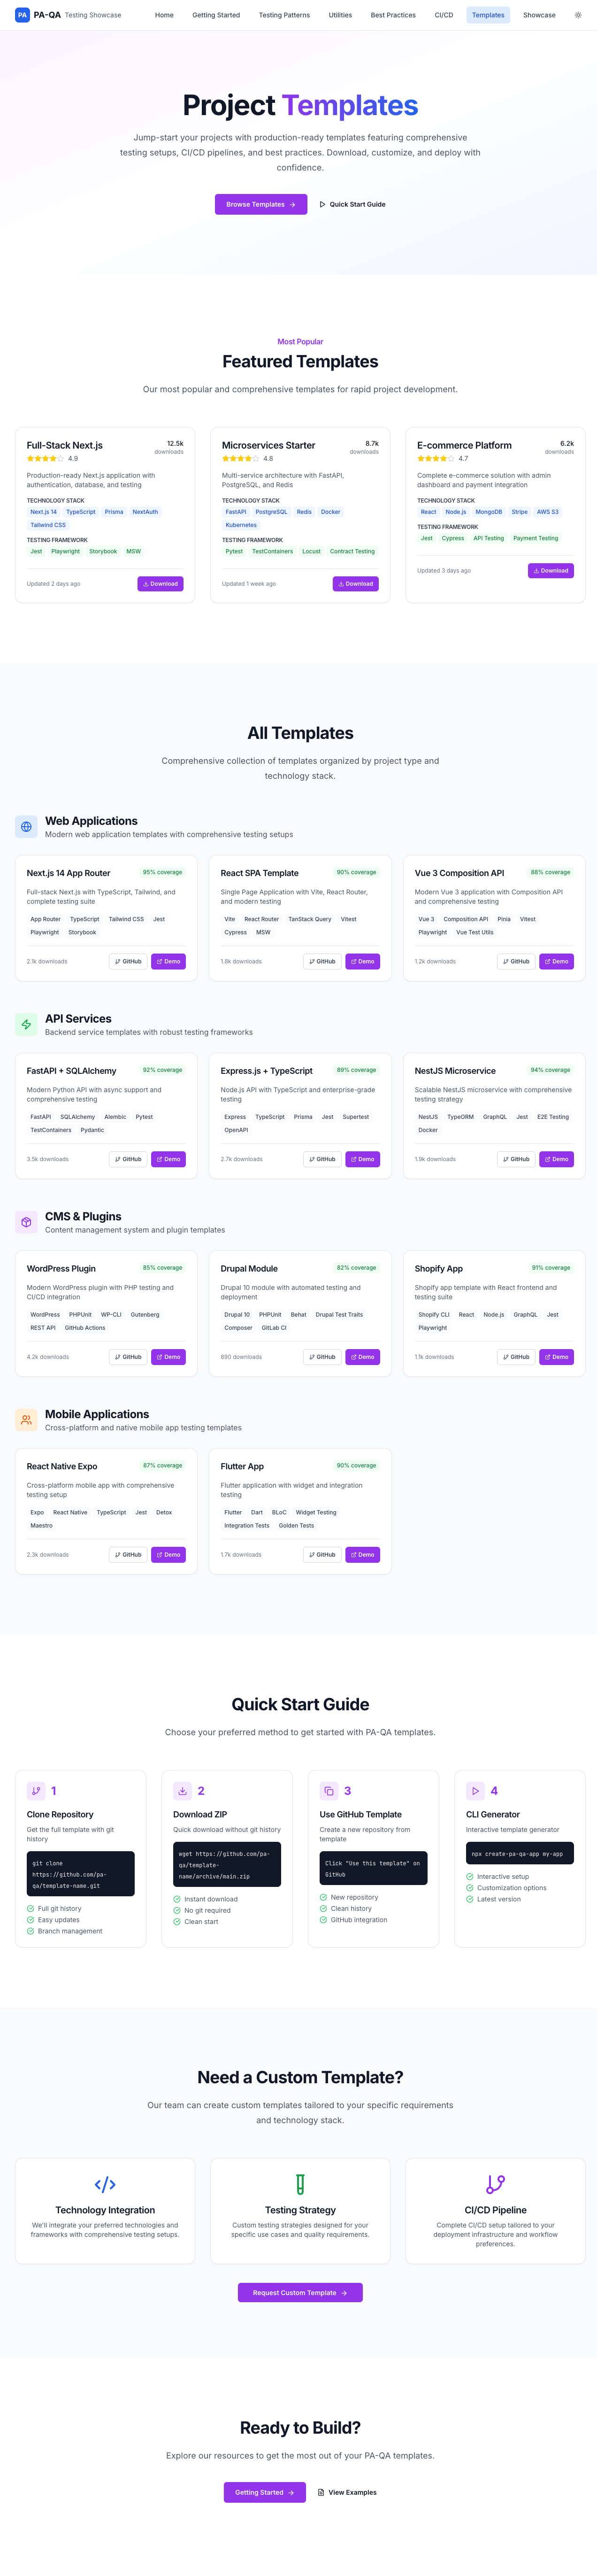 PA PA-QA Testing Showcase Home Getting Started Testing Patterns Utilities Best Practices CI/CD Templates Showcase
Project Templates
Jump-start your projects with production-ready templates featuring comprehensive
testing setups, CI/CD pipelines, and best practices. Download, customize, and deploy with
confidence.
Browse Templates Quick Start Guide
Most Popular
Featured Templates
Our most popular and comprehensive templates for rapid project development.
Full-Stack Next.js 12.5k
4.9 downloads
Production-ready Next.js application with
authentication, database, and testing
TECHNOLOGY STACK
Next.js 14 TypeScript Prisma NextAuth
Tailwind CSS
TESTING FRAMEWORK
Jest Playwright Storybook MSW
Updated 2 days ago Download
Microservices Starter 8.7k
4.8 downloads
Multi-service architecture with FastAPI,
PostgreSQL, and Redis
TECHNOLOGY STACK
FastAPI PostgreSQL Redis Docker
Kubernetes
TESTING FRAMEWORK
Pytest TestContainers Locust Contract Testing
Updated 1 week ago Download
E-commerce Platform 6.2k
4.7 downloads
Complete e-commerce solution with admin
dashboard and payment integration
TECHNOLOGY STACK
React Node.js MongoDB Stripe AWS S3
TESTING FRAMEWORK
Jest Cypress API Testing Payment Testing
Updated 3 days ago Download
All Templates
Comprehensive collection of templates organized by project type and
technology stack.
Web Applications
Modern web application templates with comprehensive testing setups
Next.js 14 App Router 95% coverage
Full-stack Next.js with TypeScript, Tailwind, and
complete testing suite
App Router TypeScript Tailwind CSS Jest
Playwright Storybook
2.1k downloads GitHub Demo
React SPA Template 90% coverage
Single Page Application with Vite, React Router,
and modern testing
Vite React Router TanStack Query Vitest
Cypress MSW
1.8k downloads GitHub Demo
Vue 3 Composition API 88% coverage
Modern Vue 3 application with Composition API
and comprehensive testing
Vue 3 Composition API Pinia Vitest
Playwright Vue Test Utils
1.2k downloads GitHub Demo
API Services
Backend service templates with robust testing frameworks
FastAPI + SQLAlchemy 92% coverage
Modern Python API with async support and
comprehensive testing
FastAPI SQLAlchemy Alembic Pytest
TestContainers Pydantic
3.5k downloads GitHub Demo
Express.js + TypeScript 89% coverage
Node.js API with TypeScript and enterprise-grade
testing
Express TypeScript Prisma Jest Supertest
OpenAPI
2.7k downloads GitHub Demo
NestJS Microservice 94% coverage
Scalable NestJS microservice with comprehensive
testing strategy
NestJS TypeORM GraphQL Jest E2E Testing
Docker
1.9k downloads GitHub Demo
CMS & Plugins
Content management system and plugin templates
WordPress Plugin 85% coverage
Modern WordPress plugin with PHP testing and
CI/CD integration
WordPress PHPUnit WP-CLI Gutenberg
REST API GitHub Actions
4.2k downloads GitHub Demo
Drupal Module 82% coverage
Drupal 10 module with automated testing and
deployment
Drupal 10 PHPUnit Behat Drupal Test Traits
Composer GitLab CI
890 downloads GitHub Demo
Shopify App 91% coverage
Shopify app template with React frontend and
testing suite
Shopify CLI React Node.js GraphQL Jest
Playwright
1.1k downloads GitHub Demo
Mobile Applications
Cross-platform and native mobile app testing templates
React Native Expo 87% coverage
Cross-platform mobile app with comprehensive
testing setup
Expo React Native TypeScript Jest Detox
Maestro
2.3k downloads GitHub Demo
Flutter App 90% coverage
Flutter application with widget and integration
testing
Flutter Dart BLoC Widget Testing
Integration Tests Golden Tests
1.7k downloads GitHub Demo
Quick Start Guide
Choose your preferred method to get started with PA-QA templates.
1
Clone Repository
Get the full template with git
history
git clone
https://github.com/pa-
qa/template-name.git
Full git history
Easy updates
Branch management
2
Download ZIP
Quick download without git history
wget https://github.com/pa-
qa/template-
name/archive/main.zip
Instant download
No git required
Clean start
3
Use GitHub Template
Create a new repository from
template
Click "Use this template" on
GitHub
New repository
Clean history
GitHub integration
4
CLI Generator
Interactive template generator
npx create-pa-qa-app my-app
Interactive setup
Customization options
Latest version
Need a Custom Template?
Our team can create custom templates tailored to your specific requirements
and technology stack.
Technology Integration
We'll integrate your preferred technologies and
frameworks with comprehensive testing setups.
Testing Strategy
Custom testing strategies designed for your
specific use cases and quality requirements.
CI/CD Pipeline
Complete CI/CD setup tailored to your
deployment infrastructure and workflow
preferences.
Request Custom Template
Ready to Build?
Explore our resources to get the most out of your PA-QA templates.
Getting Started View Examples